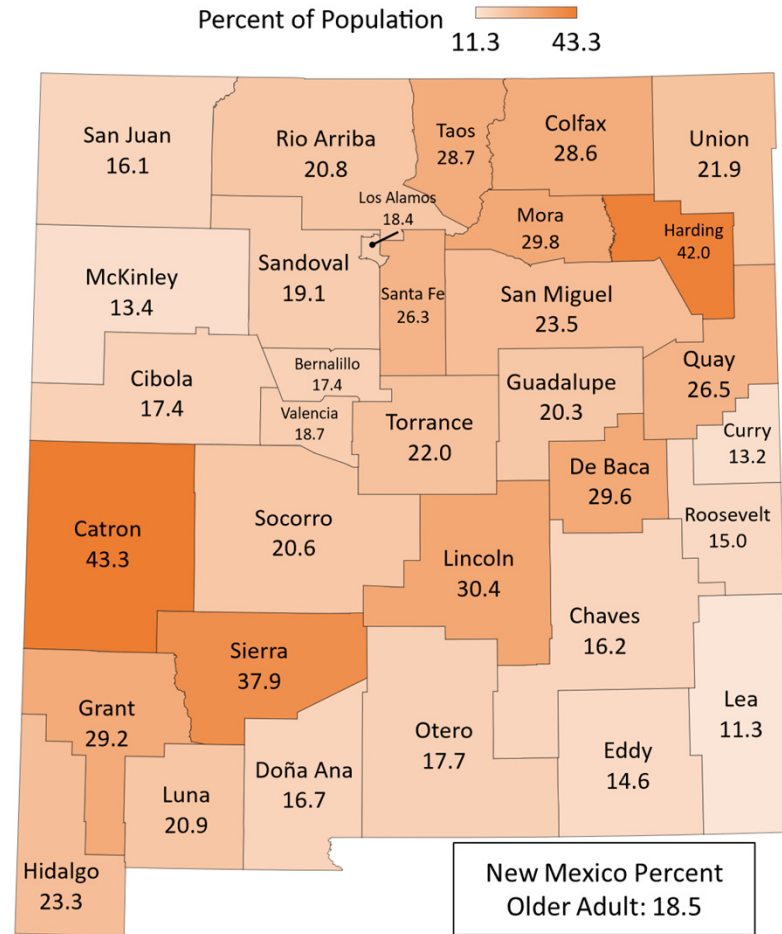 Percent of Population
11.3 43.3
San Juan
16.1
Rio Arriba
20.8
Taos
28.7
Colfax
28.6
Union
21.9
Los Alamos
18.4
Mora
29.8
Harding
42.0
McKinley
13.4
Sandoval
19.1
Santa Fe
26.3
San Miguel
23.5
Quay
26.5
Cibola
17.4
Bernalillo
17.4
Valencia
18.7
Torrance
22.0
Guadalupe
20.3
Curry
13.2
De Baca
29.6
Roosevelt
15.0
Catron
43.3
Socorro
20.6
Lincoln
30.4
Chaves
16.2
Sierra
37.9
Grant
29.2
Lea
11.3
Otero
17.7
Eddy
14.6
Doña Ana
16.7
Luna
20.9
Hidalgo
23.3
New Mexico Percent
Older Adult: 18.5